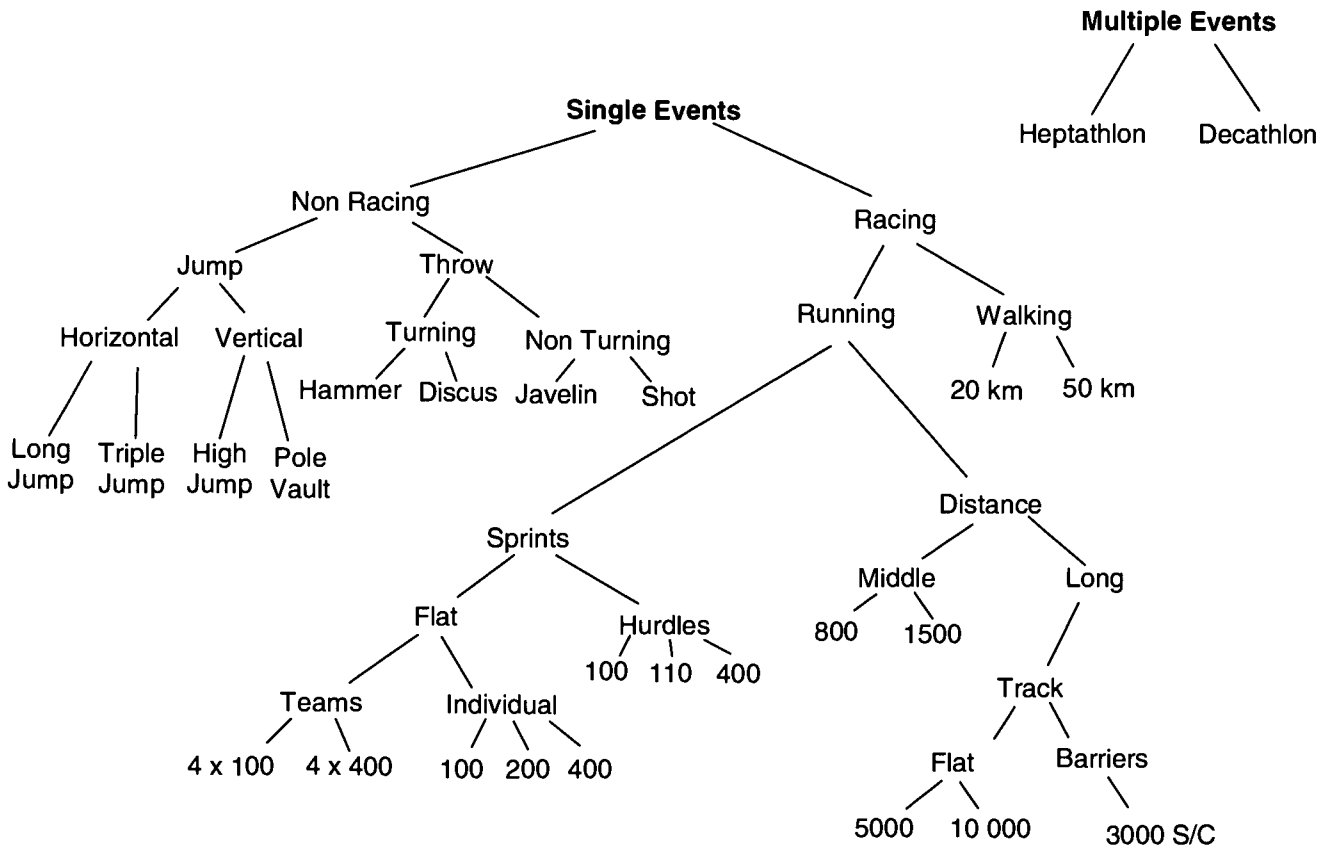 Multiple Events
Heptathlon Decathlon
Single Events
Non Racing
Racing
Jump Throw
Running Walking
Horizontal Vertical Turning Non Turning
Hammer Discus Javelin Shot
20 km 50 km
Long Triple High Pole
Jump Jump Jump Vault
Distance
Sprints
Middle Long
Flat Hurdles
800 1500
100 110 400
Track
Teams Individual
4 x 100 4 x 400 100 200 400
Flat Barriers
5000 10 000 3000 S/C